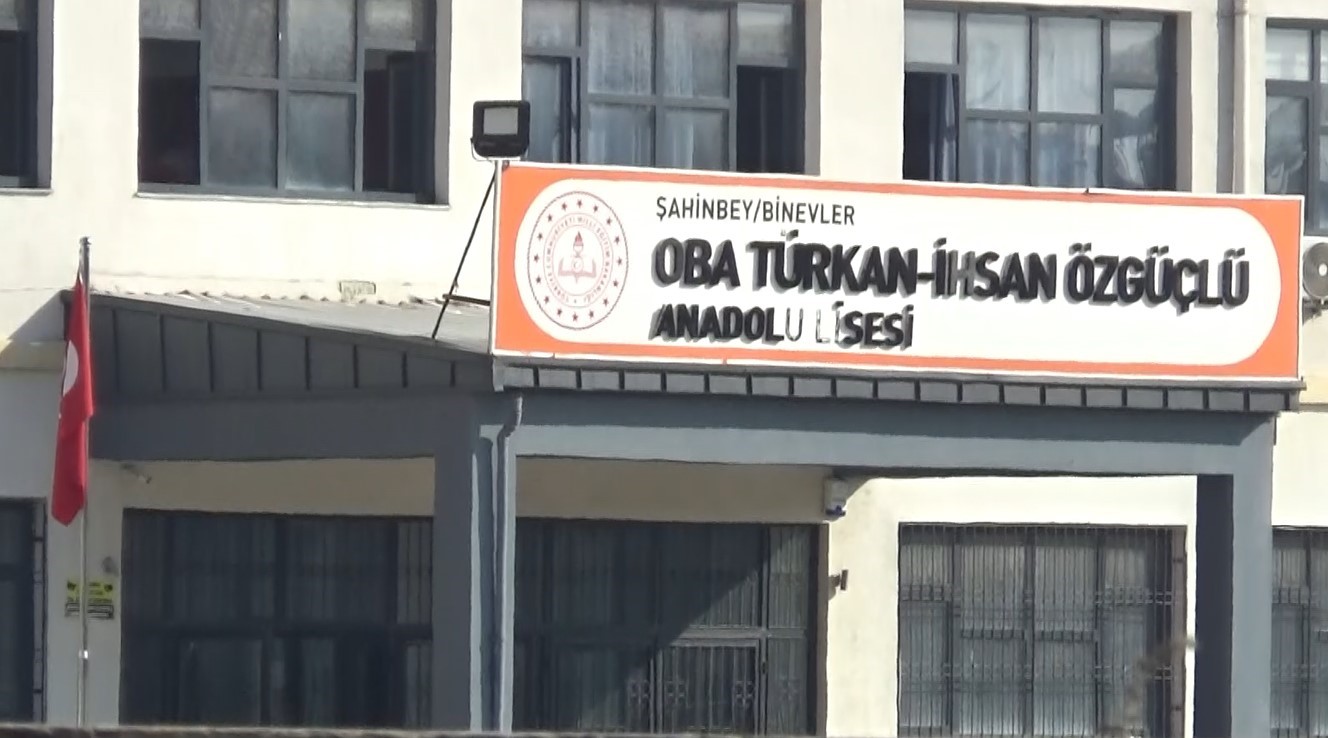 ŞAHİNBEY/BİNEVLER
OBA TÜRKAN-İHSAN ÖZGÜÇLÜ
ANADOLU LİSESİ